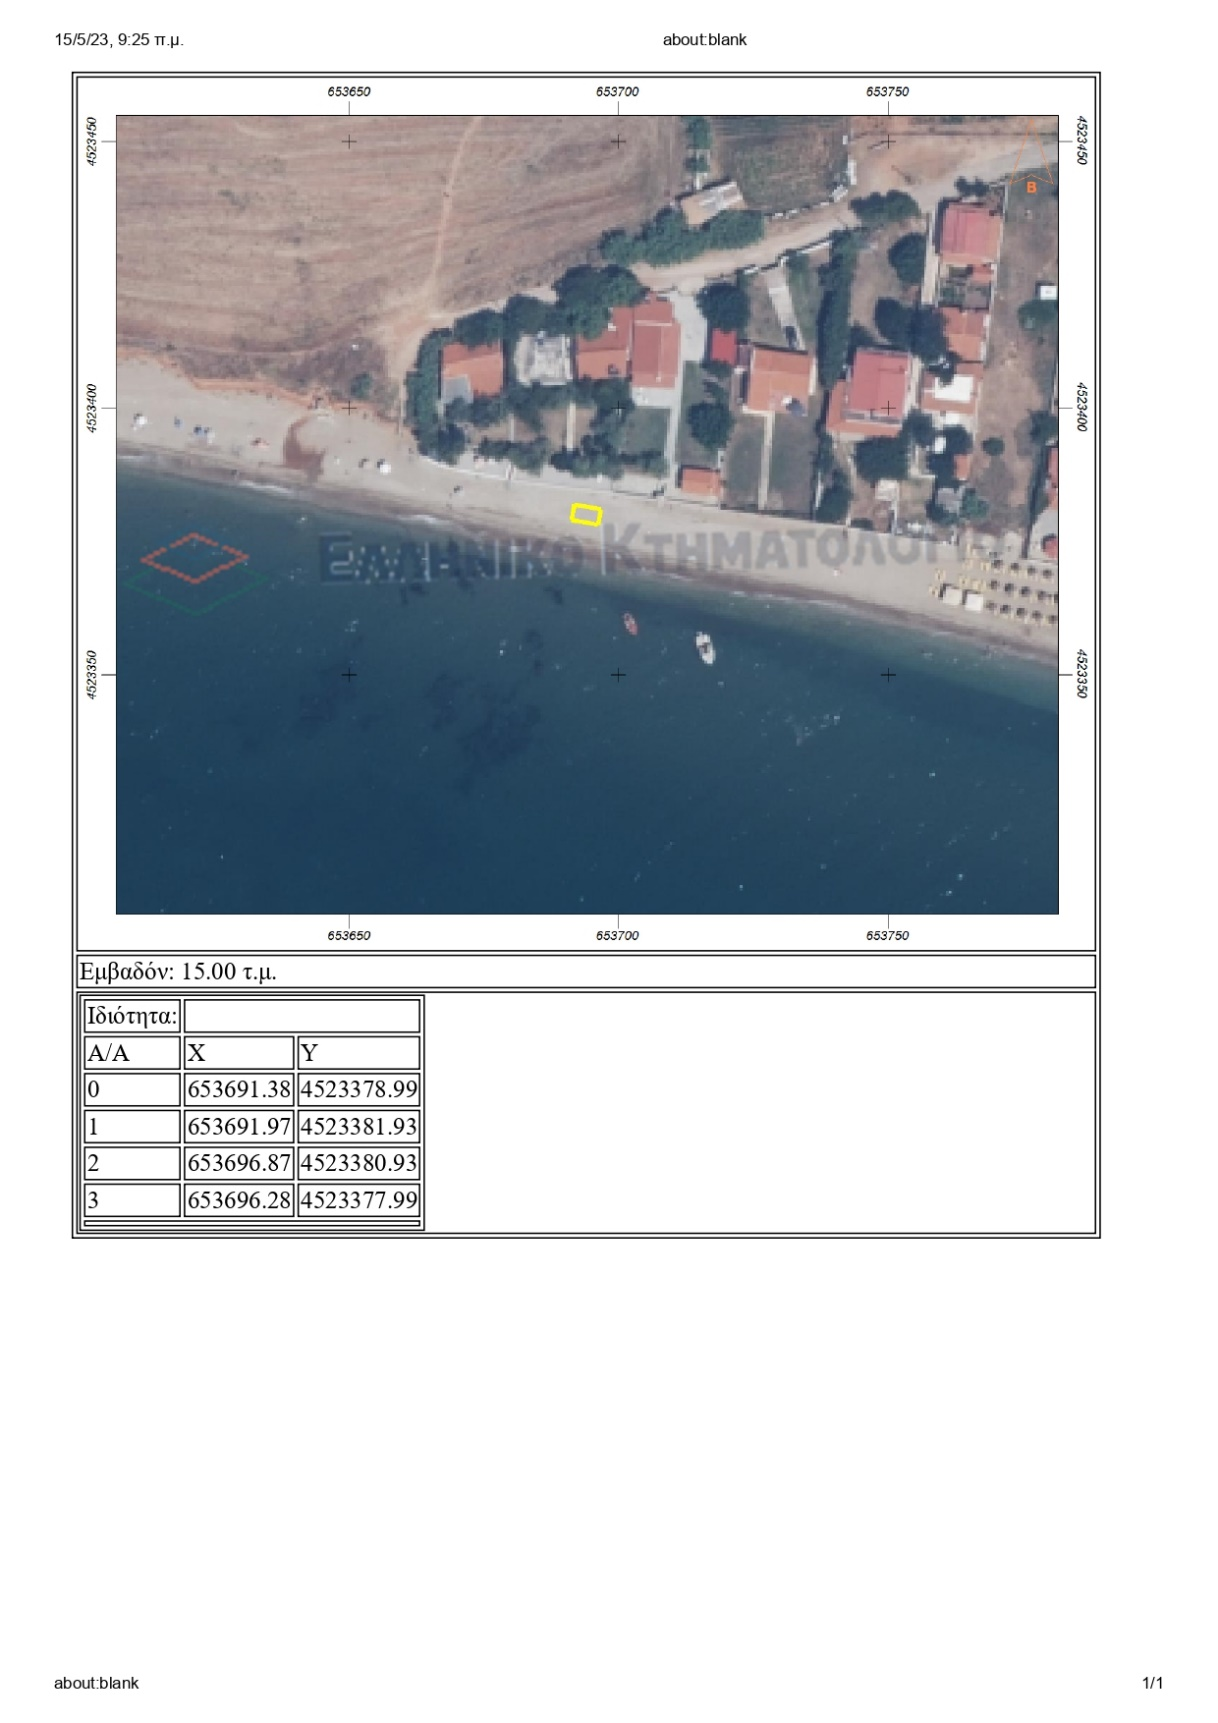 15/5/23, 9:25 π.μ. about:blank
653650 653700 653750
4523450 4523450
B
4523400 4523400
ΕΛΛΗΝΙΚΟ ΚΤΗΜΑΤΟΛΟΓΙΟ
4523350 4523350
653650 653700 653750
Εμβαδόν: 15.00 τ.μ.
Ιδιότητα:
Α/Α X Y
0 653691.38 4523378.99
1 653691.97 4523381.93
2 653696.87 4523380.93
3 653696.28 4523377.99
about:blank 1/1